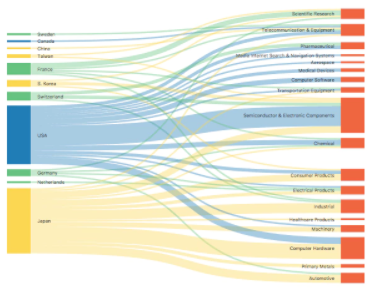 Sweden
Canada
China
Taiwan
France
S. Korea
Switzerland
USA
Germany
Netherlands
Japan
Scientific Research
Telecommunication & Equipment
Pharmaceutical
Media Internet Search & Navigation Systems
Aerospace
Medical Devices
Computer Software
Transportation Equipment
Semiconductor & Electronic Components
Chemical
Consumer Products
Electrical Products
Industrial
Healthcare Products
Machinery
Computer Hardware
Primary Metals
Automotive